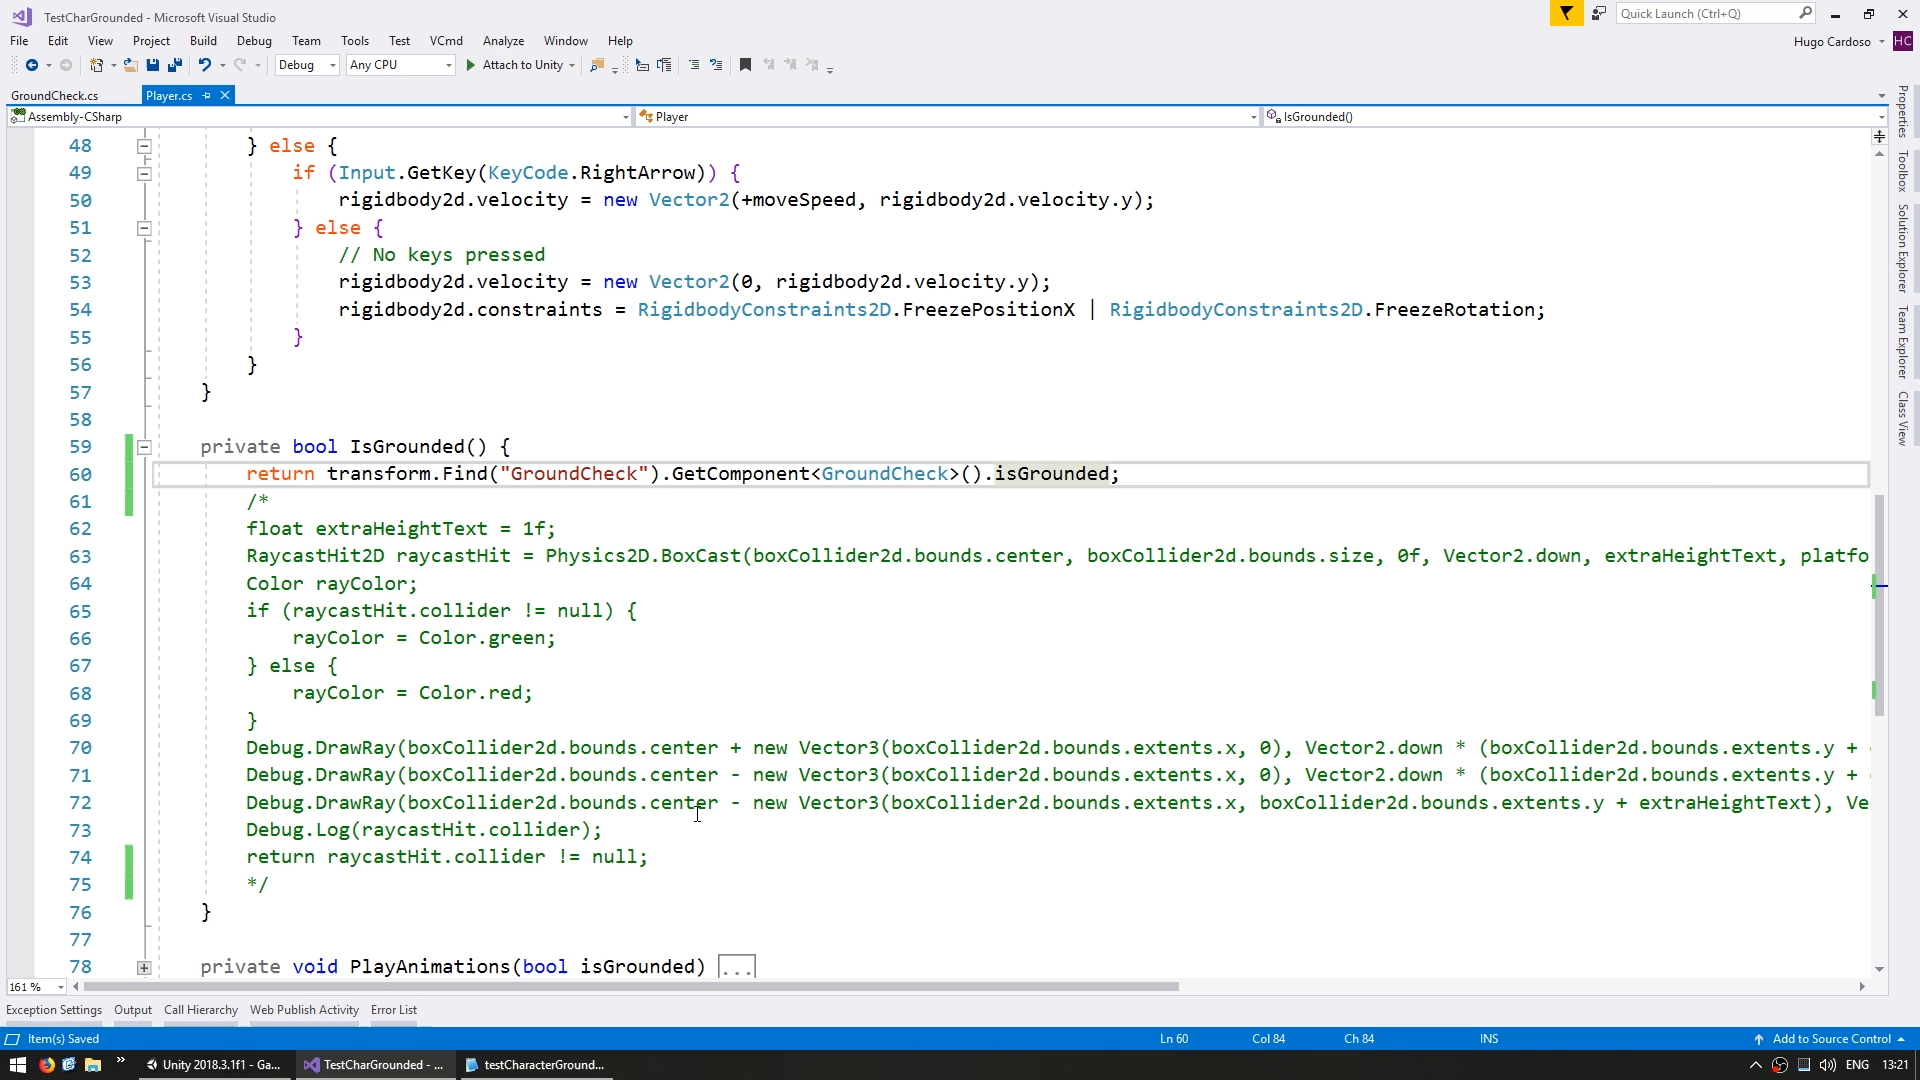 TestCharGrounded - Microsoft Visual Studio
Quick Launch (Ctrl+Q)
File Edit View Project Build Debug Team Tools Test VCmd Analyze Window Help
Hugo Cardoso HC
Debug Any CPU Attach to Unity
GroundCheck.cs Player.cs
Assembly-CSharp Player IsGrounded()
48 } else {
49 if (Input.GetKey(KeyCode.RightArrow)) {
50 rigidbody2d.velocity = new Vector2(+moveSpeed, rigidbody2d.velocity.y);
51 } else {
52 // No keys pressed
53 rigidbody2d.velocity = new Vector2(0, rigidbody2d.velocity.y);
54 rigidbody2d.constraints = RigidbodyConstraints2D.FreezePositionX | RigidbodyConstraints2D.FreezeRotation;
55 }
56 }
57 }
58
59 private bool IsGrounded() {
60 return transform.Find("GroundCheck").GetComponent<GroundCheck>().isGrounded;
61 /*
62 float extraHeightText = 1f;
63 RaycastHit2D raycastHit = Physics2D.BoxCast(boxCollider2d.bounds.center, boxCollider2d.bounds.size, 0f, Vector2.down, extraHeightText, platfo
64 Color rayColor;
65 if (raycastHit.collider != null) {
66 rayColor = Color.green;
67 } else {
68 rayColor = Color.red;
69 }
70 Debug.DrawRay(boxCollider2d.bounds.center + new Vector3(boxCollider2d.bounds.extents.x, 0), Vector2.down * (boxCollider2d.bounds.extents.y +
71 Debug.DrawRay(boxCollider2d.bounds.center - new Vector3(boxCollider2d.bounds.extents.x, 0), Vector2.down * (boxCollider2d.bounds.extents.y +
72 Debug.DrawRay(boxCollider2d.bounds.center - new Vector3(boxCollider2d.bounds.extents.x, boxCollider2d.bounds.extents.y + extraHeightText), Ve
73 Debug.Log(raycastHit.collider);
74 return raycastHit.collider != null;
75 */
76 }
77
78 private void PlayAnimations(bool isGrounded) ...
Properties
Toolbox
Solution Explorer
Team Explorer
Class View
161 %
Exception Settings Output Call Hierarchy Web Publish Activity Error List
Item(s) Saved Ln 60 Col 84 Ch 84 INS Add to Source Control
Unity 2018.3.1f1 - Ga... TestCharGrounded - ... testCharacterGround... ENG 13:21